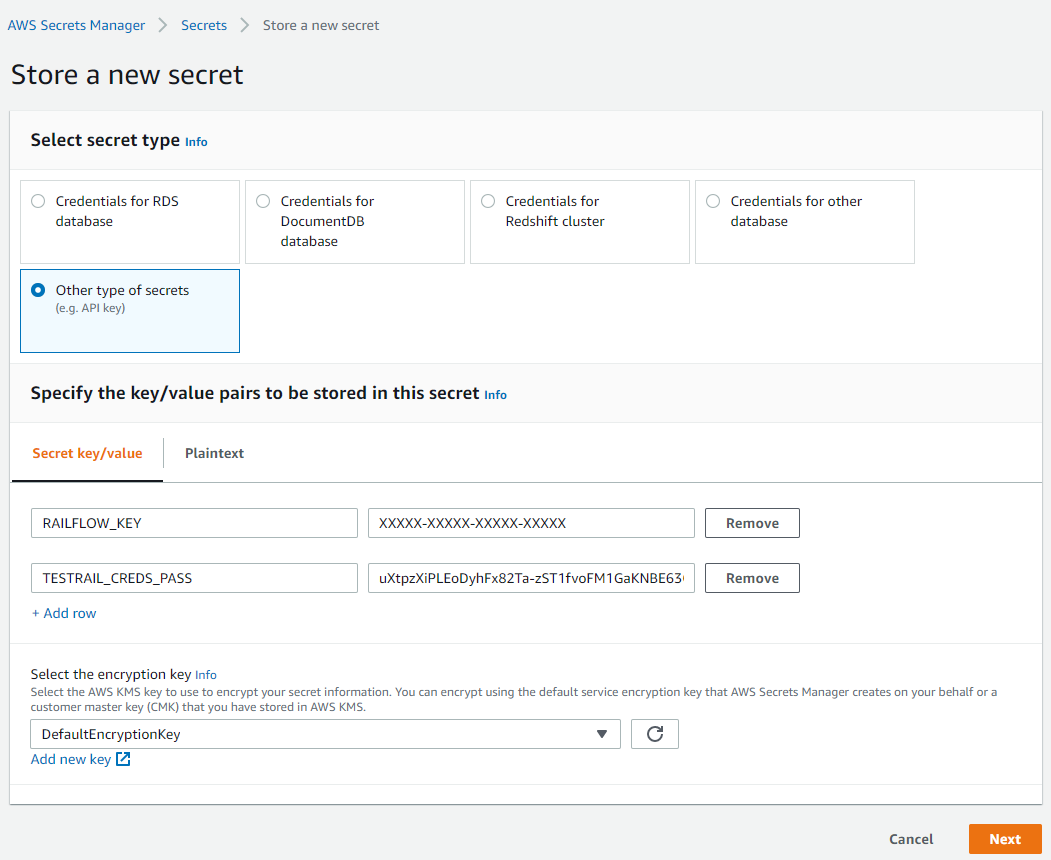 AWS Secrets Manager > Secrets > Store a new secret
Store a new secret
Select secret type Info
Credentials for RDS
database
Credentials for
DocumentDB
database
Credentials for
Redshift cluster
Credentials for other
database
Other type of secrets
(e.g. API key)
Specify the key/value pairs to be stored in this secret Info
Secret key/value Plaintext
RAILFLOW_KEY XXXXX-XXXXX-XXXXX-XXXXX Remove
TESTRAIL_CREDS_PASS uXtpzXiPLEoDyhFx82Ta-zST1fvoFM1GaKNBE63 Remove
+ Add row
Select the encryption key Info
Select the AWS KMS key to use to encrypt your secret information. You can encrypt using the default service encryption key that AWS Secrets Manager creates on your behalf or a
customer master key (CMK) that you have stored in AWS KMS.
DefaultEncryptionKey
Add new key
Cancel Next